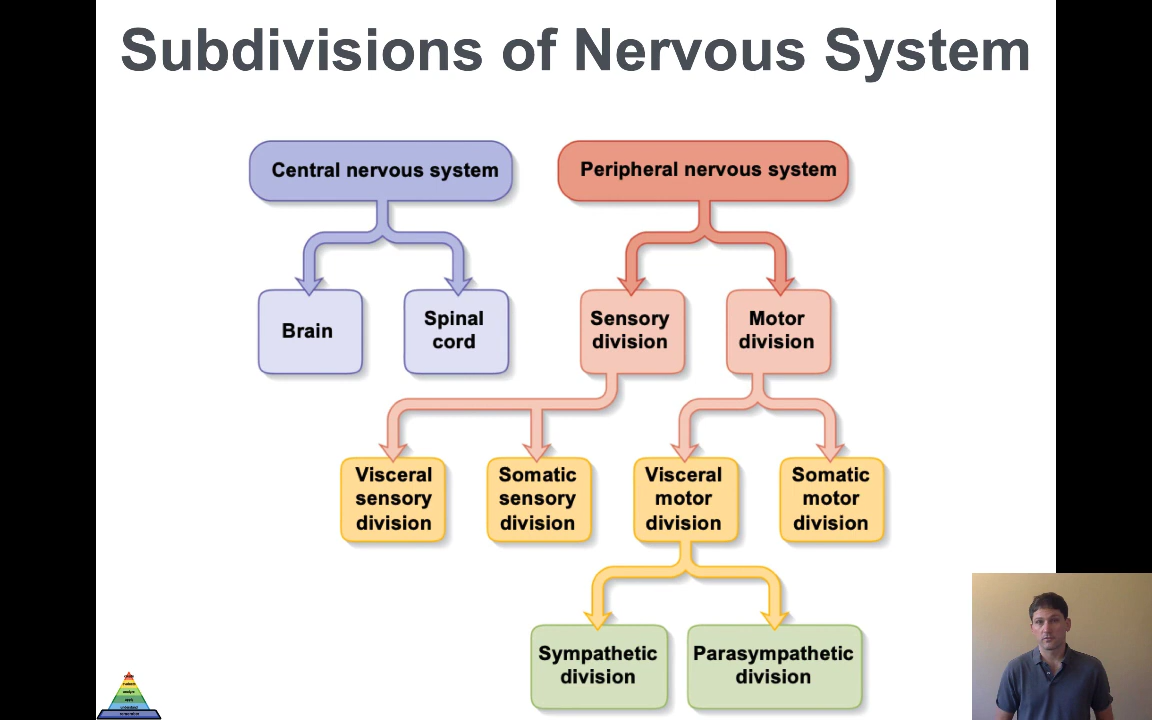 Subdivisions of Nervous System
Central nervous system
Peripheral nervous system
Brain
Spinal
cord
Sensory
division
Motor
division
Visceral
sensory
division
Somatic
sensory
division
Visceral
motor
division
Somatic
motor
division
Sympathetic
division
Parasympathetic
division